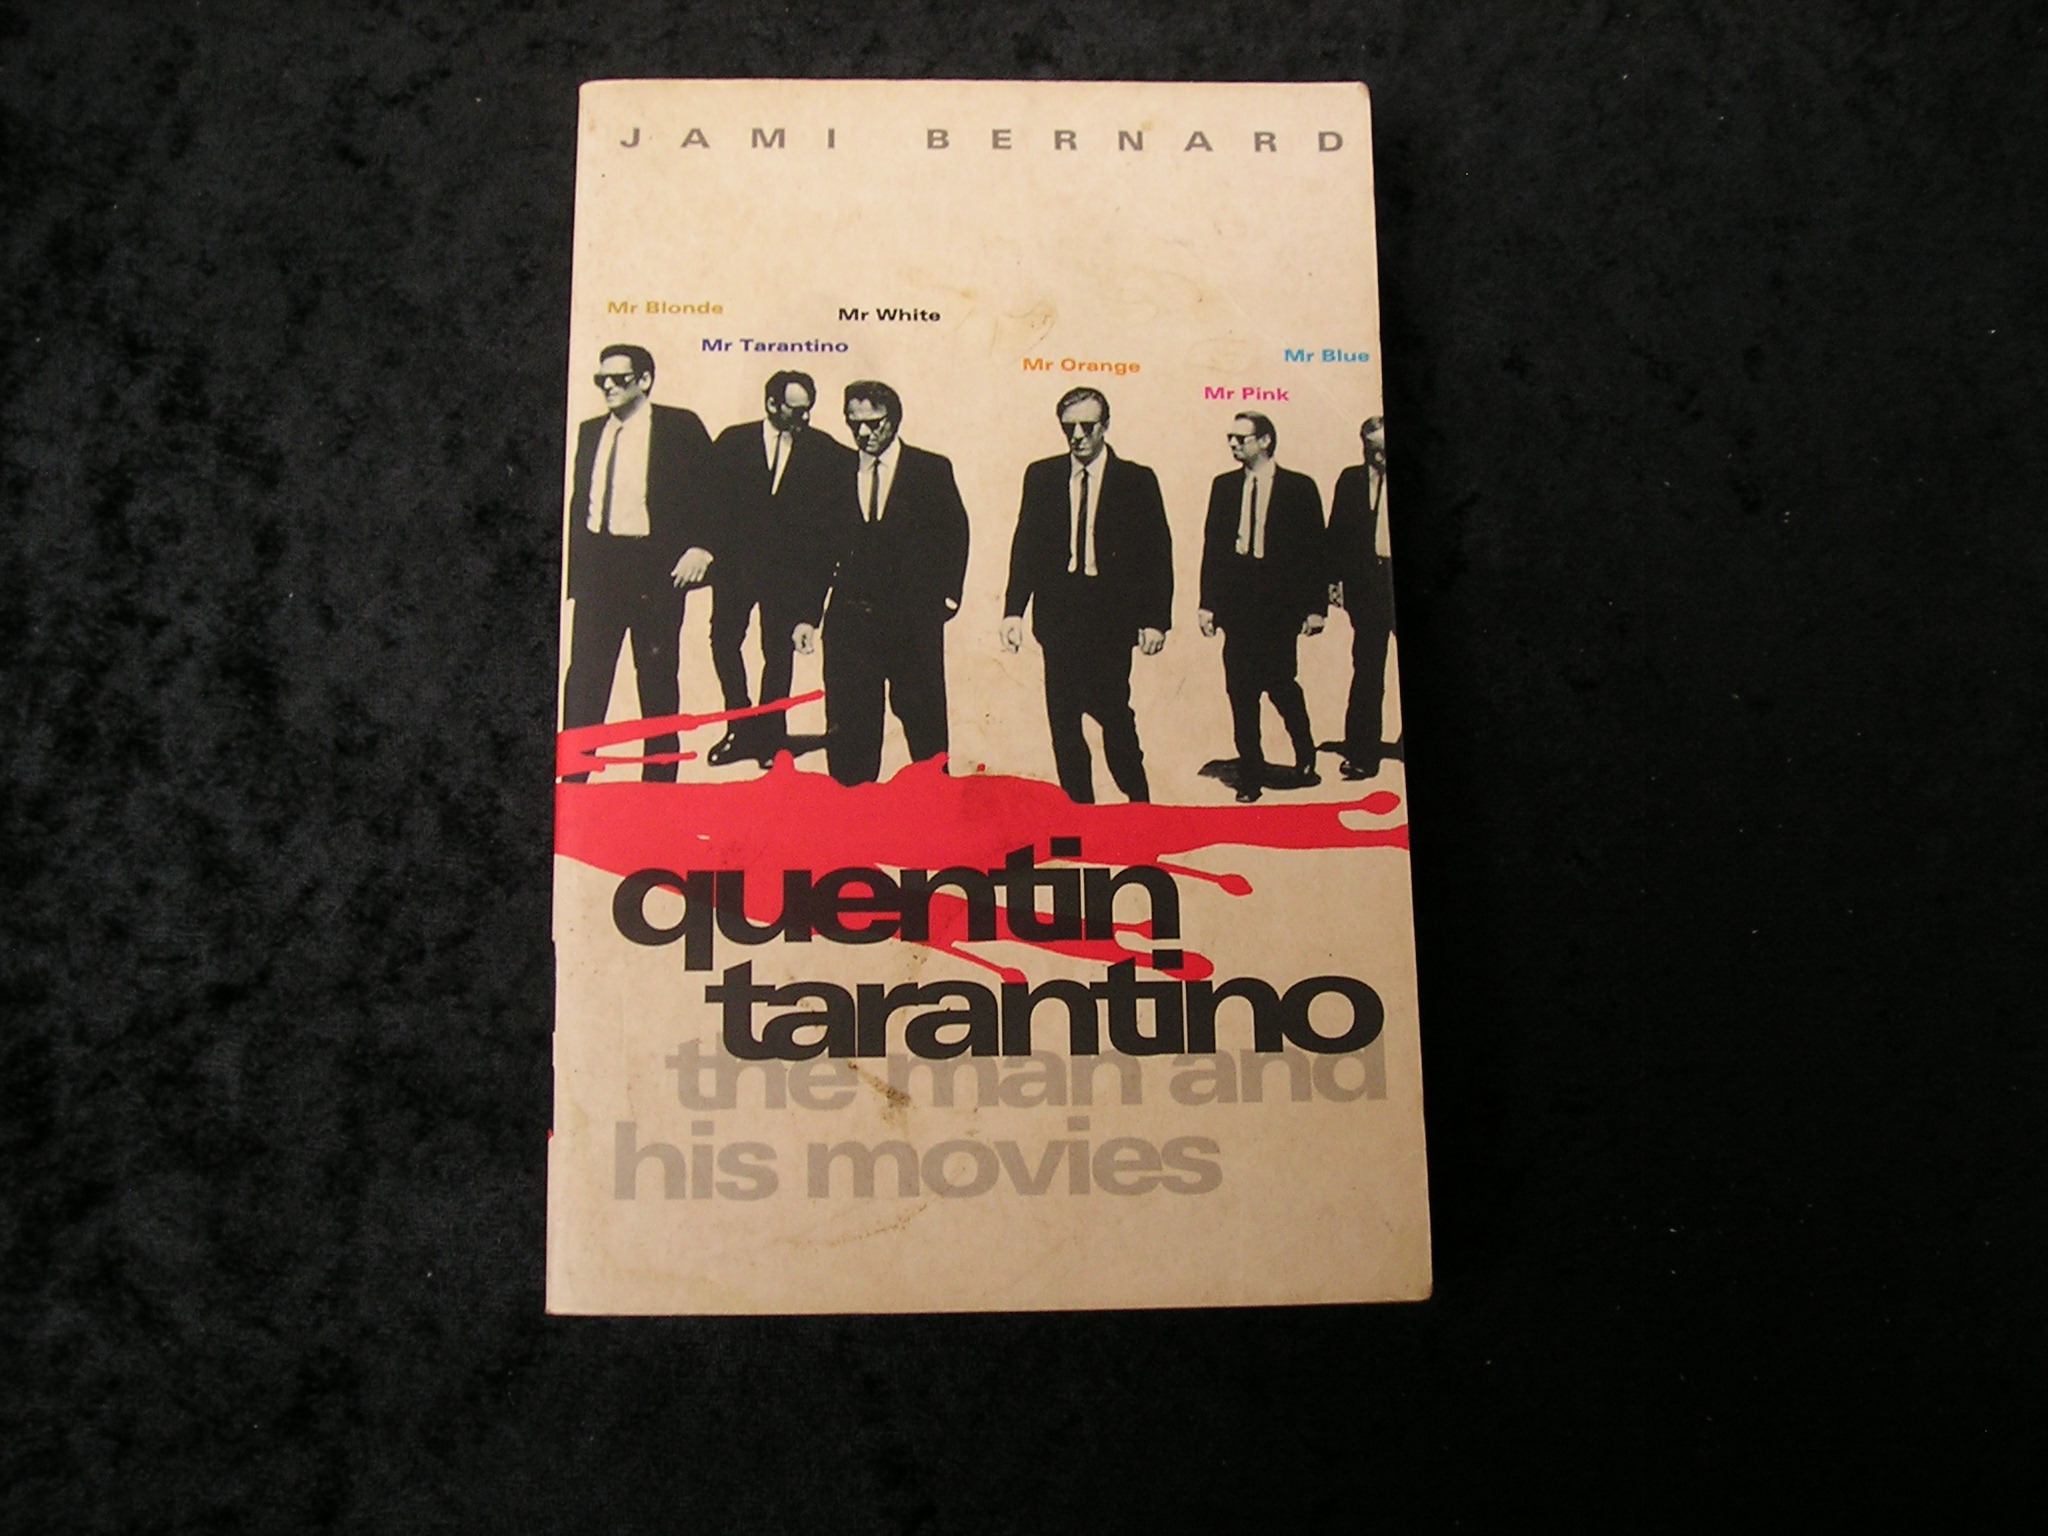 JAMI BERNARD
Mr Blonde
Mr White
Mr Tarantino
Mr Orange
Mr Blue
Mr Pink
quentin
tarantino
the man and
his movies